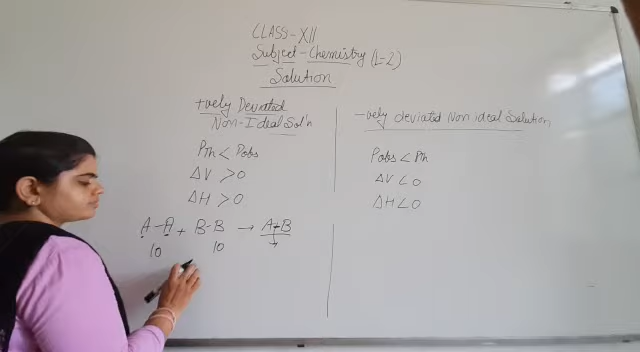 CLASS-XII
Subject-Chemistry (L-2)
Solution
+vely Deviated
Non-Ideal Sol'n
Pth < Pobs
ΔV > 0
ΔH > 0
A-A + B-B → A+B
10 10
-vely deviated Non ideal Solution
Pobs < Pth
ΔV < 0
ΔH < 0